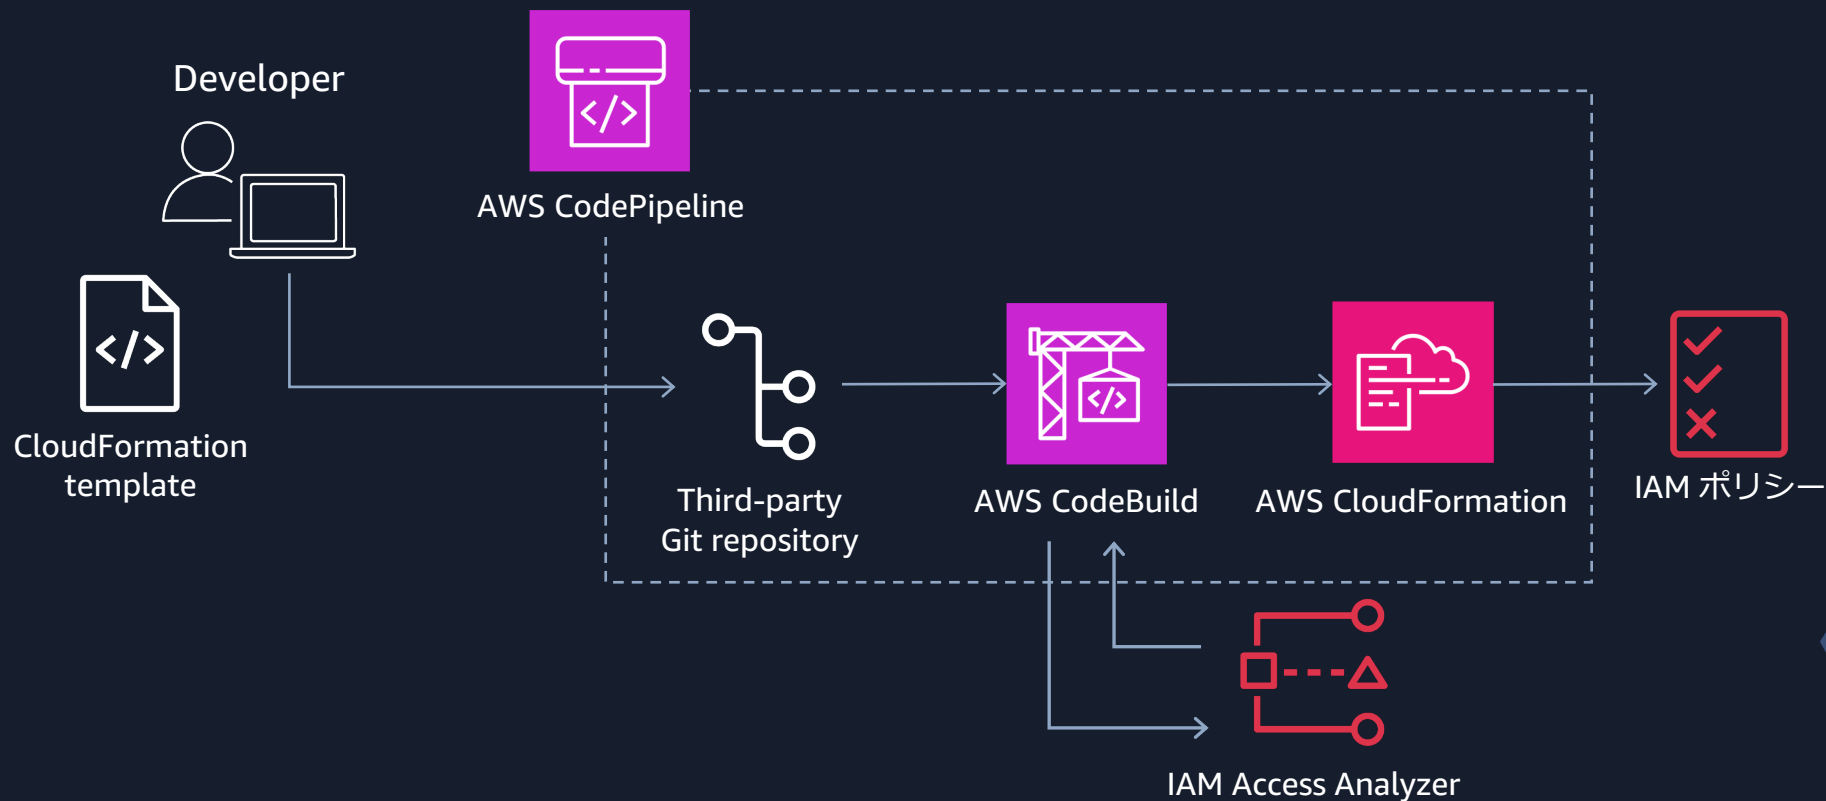 Developer
AWS CodePipeline
CloudFormation
template
Third-party
Git repository
AWS CodeBuild
AWS CloudFormation
IAM ポリシー
IAM Access Analyzer